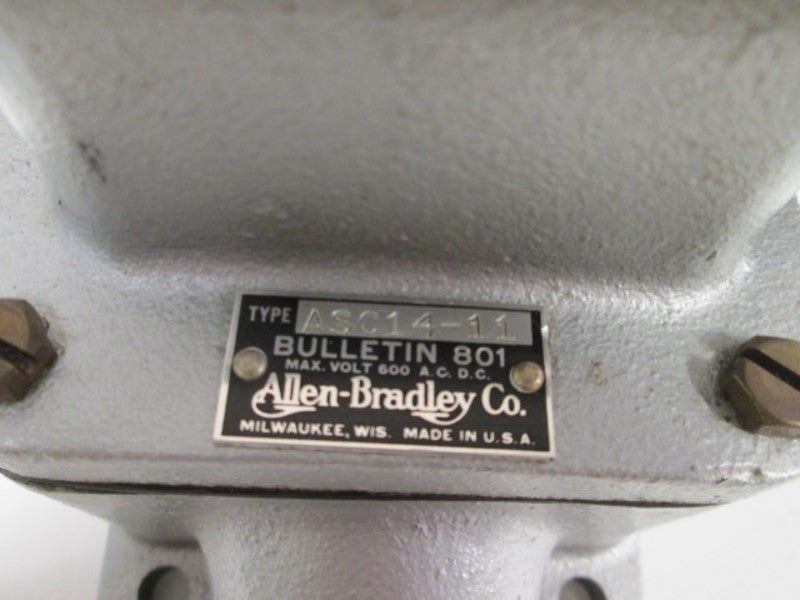 TYPE ASC14-11
BULLETIN 801
MAX. VOLT 600 A.C. D.C.
Allen-Bradley Co.
MILWAUKEE, WIS. MADE IN U.S.A.